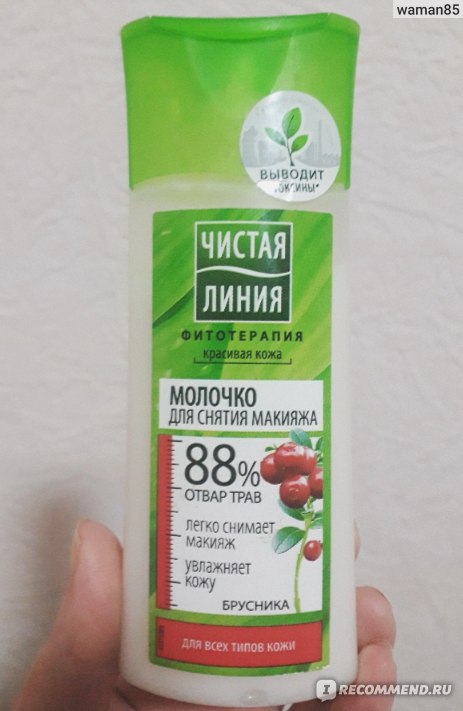 waman85
ВЫВОДИТ
ТОКСИНЫ*
ЧИСТАЯ
ЛИНИЯ
ФИТОТЕРАПИЯ
красивая кожа
МОЛОЧКО
ДЛЯ СНЯТИЯ МАКИЯЖА
88%
ОТВАР ТРАВ
легко снимает
макияж
увлажняет
кожу
БРУСНИКА
для всех типов кожи
IRECOMMEND.RU